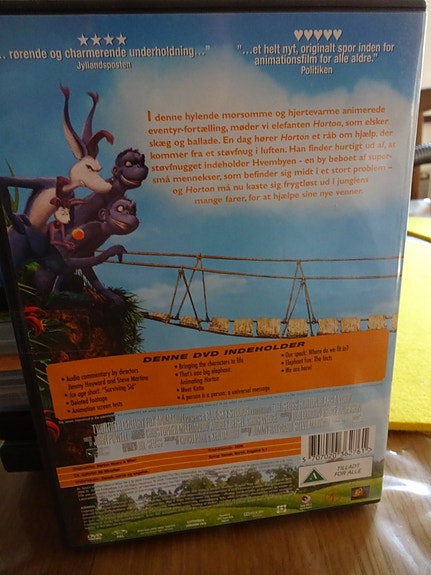 .. rørende og charmerende underholdning..."
Jyllandsposten
"...et helt nyt, originalt spor inden for
animationsfilm for alle aldre."
Politiken
I denne hylende morsomme og hjertevarme animerede
eventyr-fortælling, møder vi elefanten Horton, som elsker
skæg og ballade. En dag hører Horton et råb om hjælp, der
kommer fra et støvfnug i luften. Han finder hurtigt ud af, at
støvfnugget indeholder Hvembyen - en by beboet af super-
små mennekser, som befinder sig midt i et stort problem -
og Horton må nu kaste sig frygtløst ud i junglens
mange farer, for at hjælpe sine nye venner.
DENNE DVD INDEHOLDER
• Audio commentary by directors
Jimmy Hayward and Steve Martino
• Ice age short: "Surviving Sid"
• Deleted footage
• Animation screen tests
• Bringing the characters to life
• That's one big elephant:
Animating Horton
• Meet Katie
• A person is a person: a universal message
• Our speck: Where do we fit in?
• Elephant fun: The facts
• We are here!
TILLADT
FOR ALLE